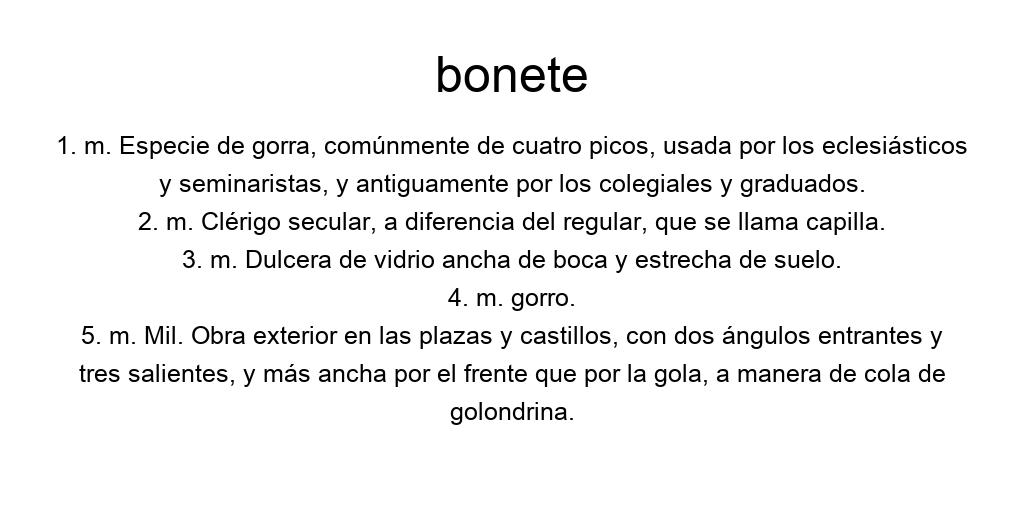 bonete
1. m. Especie de gorra, comúnmente de cuatro picos, usada por los eclesiásticos
y seminaristas, y antiguamente por los colegiales y graduados.
2. m. Clérigo secular, a diferencia del regular, que se llama capilla.
3. m. Dulcera de vidrio ancha de boca y estrecha de suelo.
4. m. gorro.
5. m. Mil. Obra exterior en las plazas y castillos, con dos ángulos entrantes y
tres salientes, y más ancha por el frente que por la gola, a manera de cola de
golondrina.